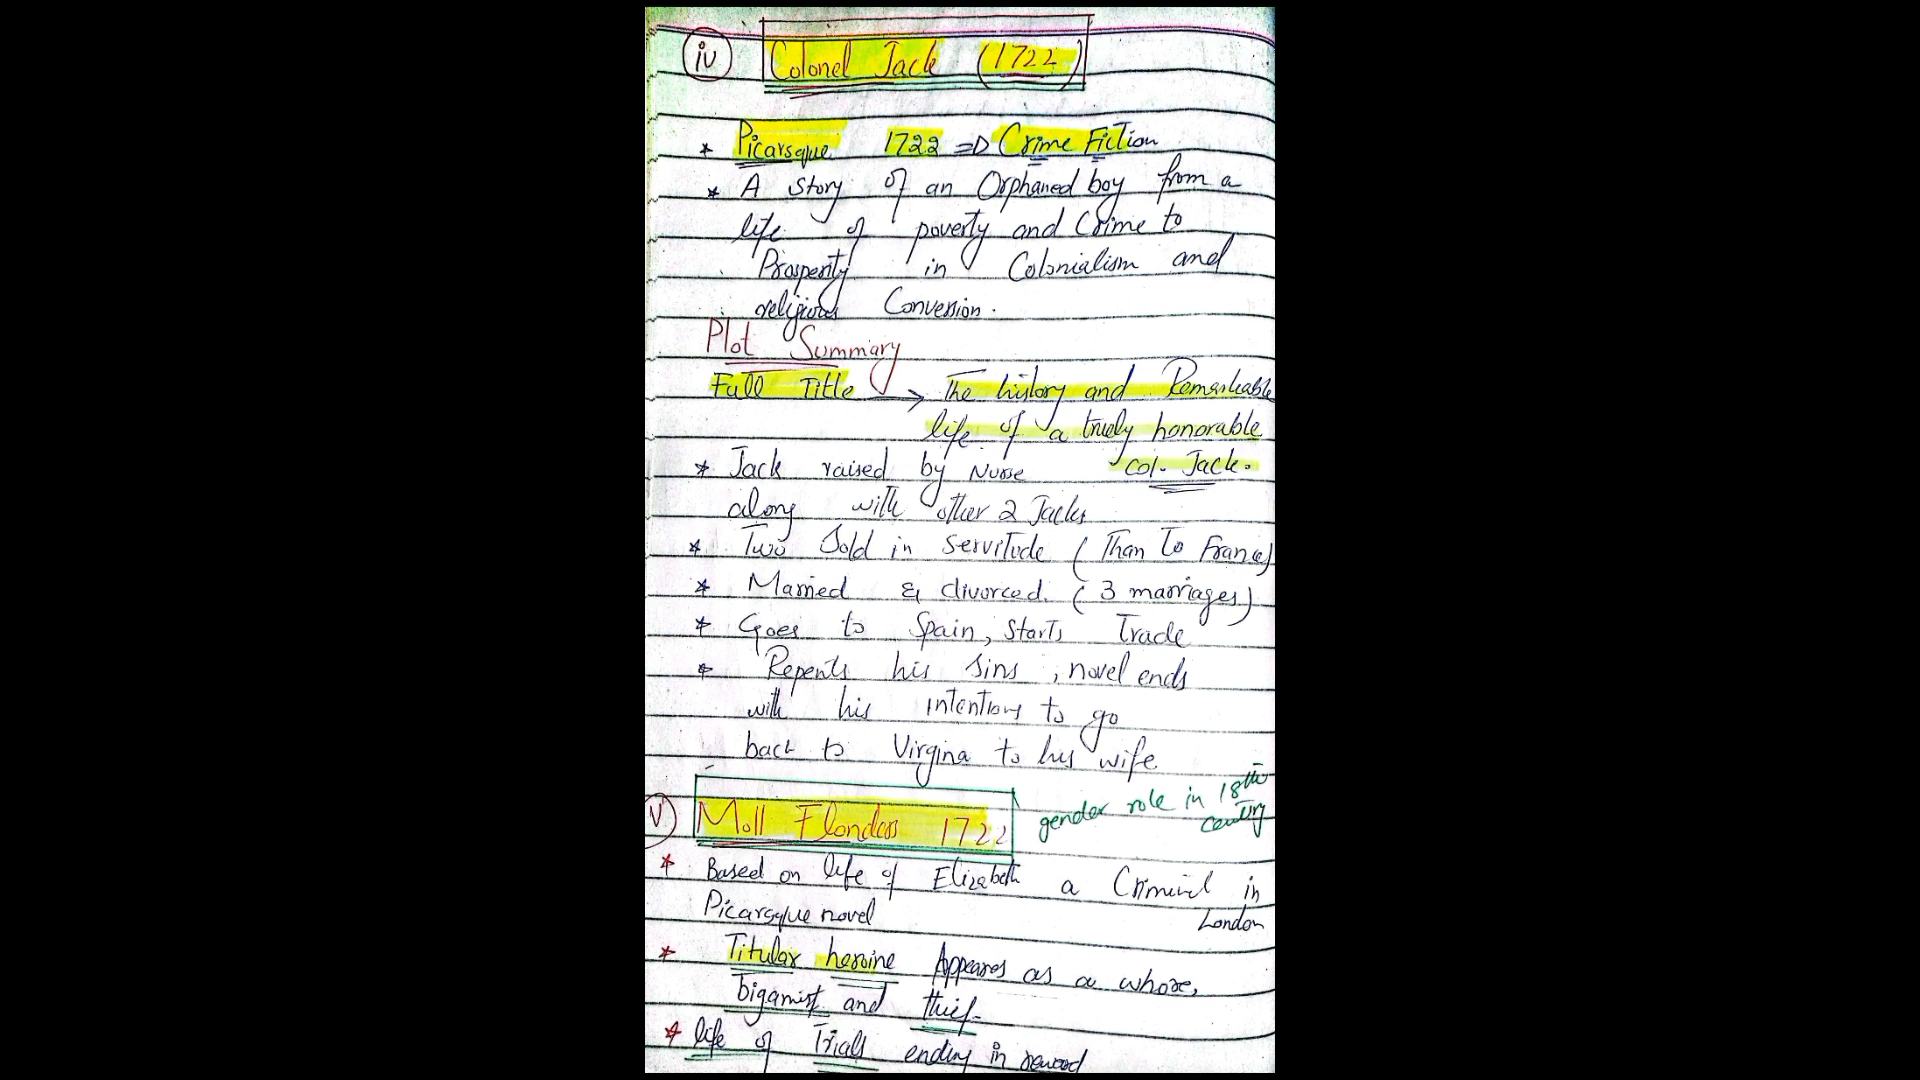 iv Colonel Jack (1722)
* Picarsque 1722 => Crime Fiction
* A story of an Orphaned boy from a
life of poverty and Crime to
Prosperity in Colonialism and
religious Conversion.
Plot Summary
Full Title → The history and Remarkable
life of a truely honorable
col. Jack.
* Jack raised by Nurse
along with other 2 Jacks
* Two Sold in Servitude (Than To France)
* Married & divorced. (3 marriages)
* Goes to Spain, starts Trade
* Repents his sins, novel ends
with his intentions to go
back to Virgina to his wife
v Moll Flanders 1722 gender role in 18th
century
* Based on life of Elizabeth a Criminl in
London
Picarsque novel
* Titular heroine Appears as a whore,
bigamist and thief-
* life of Trials ending in reward